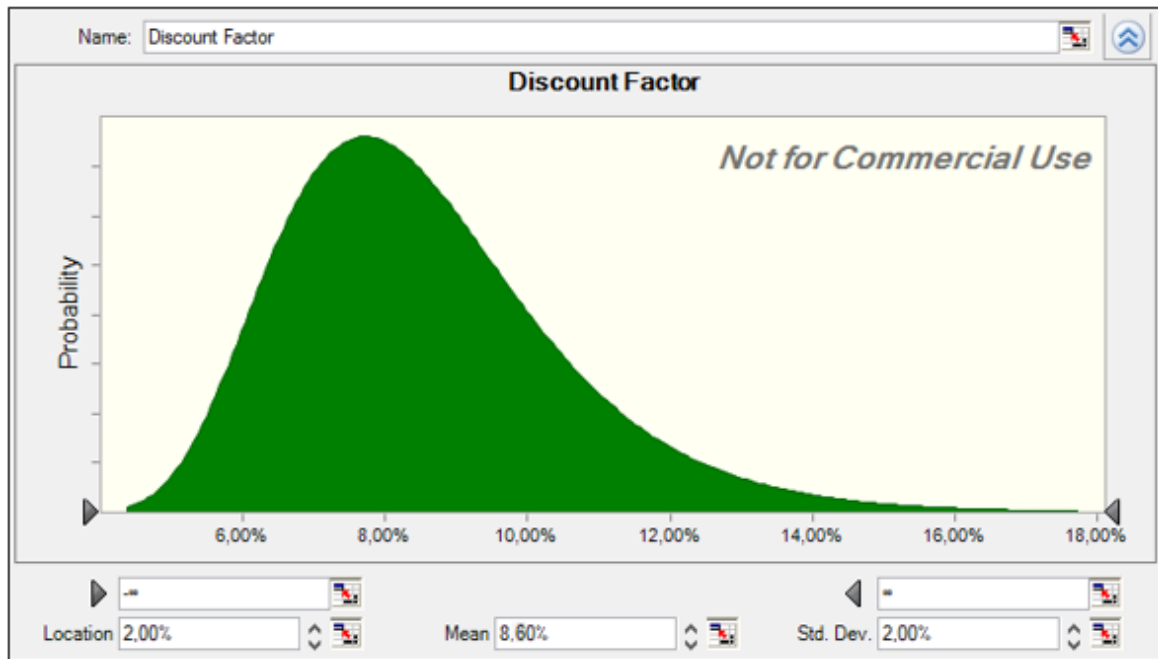 Name: Discount Factor
Discount Factor
Not for Commercial Use
Probability
6,00% 8,00% 10,00% 12,00% 14,00% 16,00% 18,00%
-∞ ∞
Location 2,00% Mean 8,60% Std. Dev. 2,00%